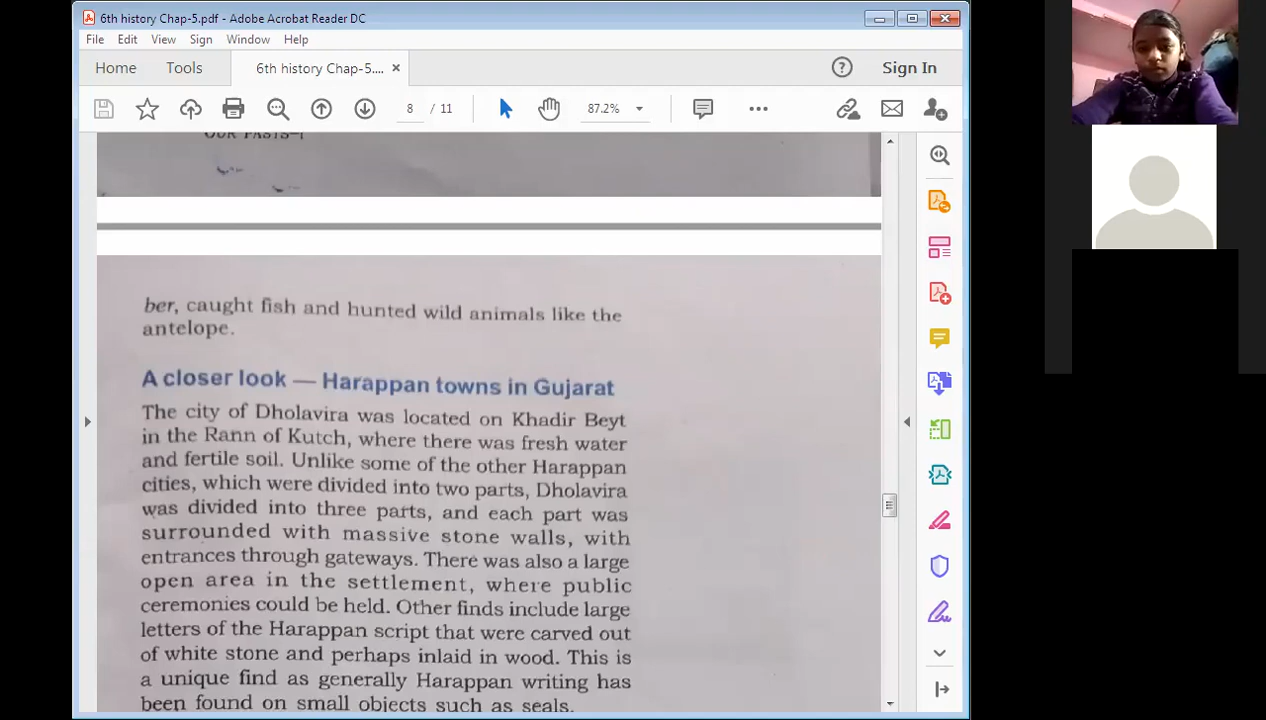 6th history Chap-5.pdf - Adobe Acrobat Reader DC
File Edit View Sign Window Help
Home Tools 6th history Chap-5.... × Sign In
8 / 11 87.2%
OUR PASTS–I
ber, caught fish and hunted wild animals like the
antelope.
A closer look — Harappan towns in Gujarat
The city of Dholavira was located on Khadir Beyt
in the Rann of Kutch, where there was fresh water
and fertile soil. Unlike some of the other Harappan
cities, which were divided into two parts, Dholavira
was divided into three parts, and each part was
surrounded with massive stone walls, with
entrances through gateways. There was also a large
open area in the settlement, where public
ceremonies could be held. Other finds include large
letters of the Harappan script that were carved out
of white stone and perhaps inlaid in wood. This is
a unique find as generally Harappan writing has
been found on small objects such as seals.